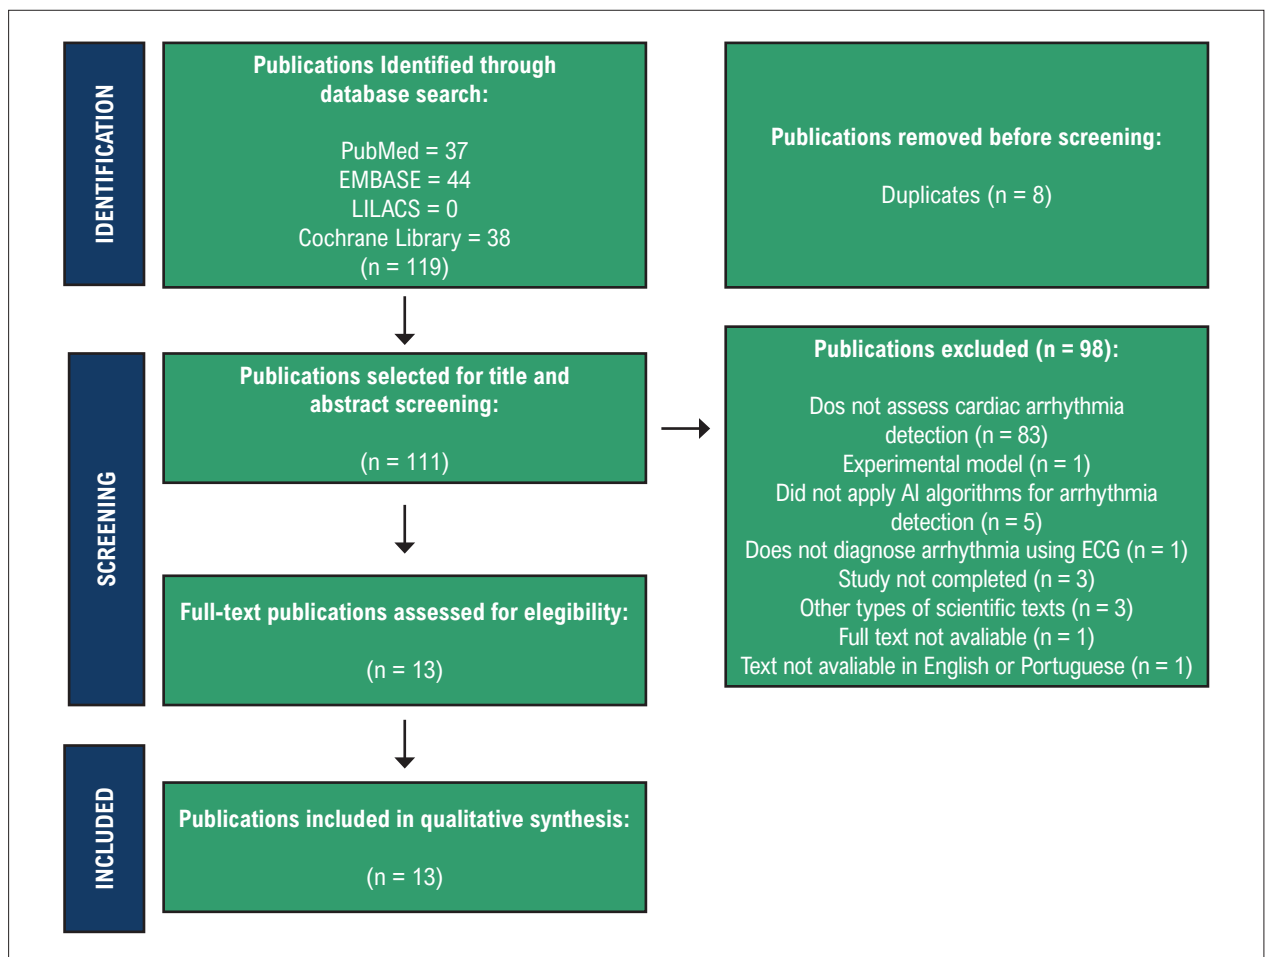 IDENTIFICATION
Publications Identified through
database search:
PubMed = 37
EMBASE = 44
LILACS = 0
Cochrane Library = 38
(n = 119)
Publications removed before screening:
Duplicates (n = 8)
SCREENING
Publications selected for title and
abstract screening:
(n = 111)
Publications excluded (n = 98):
Dos not assess cardiac arrhythmia
detection (n = 83)
Experimental model (n = 1)
Did not apply AI algorithms for arrhythmia
detection (n = 5)
Does not diagnose arrhythmia using ECG (n = 1)
Study not completed (n = 3)
Other types of scientific texts (n = 3)
Full text not avaliable (n = 1)
Text not avaliable in English or Portuguese (n = 1)
Full-text publications assessed for elegibility:
(n = 13)
INCLUDED
Publications included in qualitative synthesis:
(n = 13)